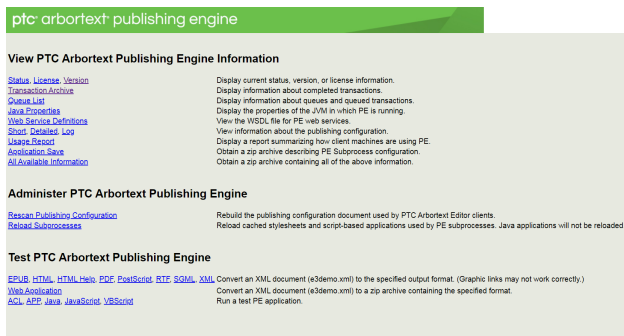 ptc arbortext publishing engine
View PTC Arbortext Publishing Engine Information
Status, License, Version Display current status, version, or license information.
Transaction Archive Display information about completed transactions.
Queue List Display information about queues and queued transactions.
Java Properties Display the properties of the JVM in which PE is running.
Web Service Definitions View the WSDL file for PE web services.
Short, Detailed, Log View information about the publishing configuration.
Usage Report Display a report summarizing how client machines are using PE.
Application Save Obtain a zip archive describing PE Subprocess configuration.
All Available Information Obtain a zip archive containing all of the above information.
Administer PTC Arbortext Publishing Engine
Rescan Publishing Configuration Rebuild the publishing configuration document used by PTC Arbortext Editor clients.
Reload Subprocesses Reload cached stylesheets and script-based applications used by PE subprocesses. Java applications will not be reloaded
Test PTC Arbortext Publishing Engine
EPUB, HTML, HTML Help, PDF, PostScript, RTF, SGML, XML Convert an XML document (e3demo.xml) to the specified output format. (Graphic links may not work correctly.)
Web Application Convert an XML document (e3demo.xml) to a zip archive containing the specified format.
ACL, APP, Java, JavaScript, VBScript Run a test PE application.